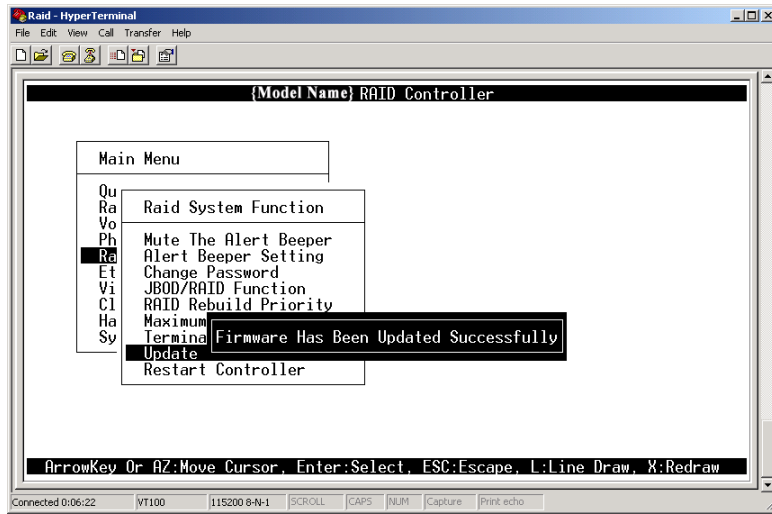 Raid - HyperTerminal
File Edit View Call Transfer Help
{Model Name} RAID Controller
Main Menu
Qu
Ra
Vo
Ph
Ra
Et
Vi
Cl
Ha
Sy
Raid System Function
Mute The Alert Beeper
Alert Beeper Setting
Change Password
JBOD/RAID Function
RAID Rebuild Priority
Maximum
Termina
Update
Restart Controller
Firmware Has Been Updated Successfully
ArrowKey Or AZ:Move Cursor, Enter:Select, ESC:Escape, L:Line Draw, X:Redraw
Connected 0:06:22 VT100 115200 8-N-1 SCROLL CAPS NUM Capture Print echo